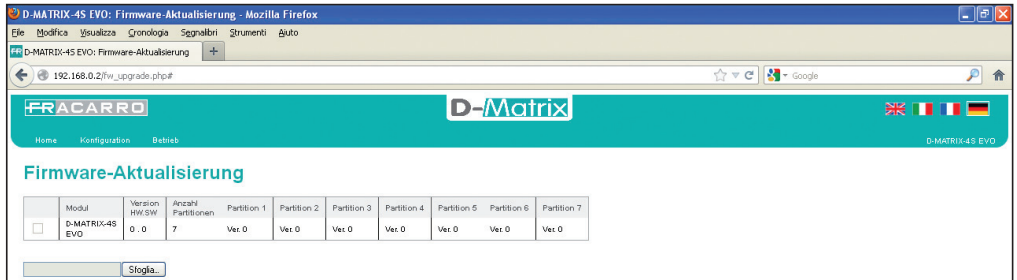 D-MATRIX-4S EVO: Firmware-Aktualisierung - Mozilla Firefox
File Modifica Visualizza Cronologia Segnalibri Strumenti Aiuto
FR D-MATRIX-4S EVO: Firmware-Aktualisierung +
192.168.0.2/fw_upgrade.php# Google
FRACARRO D-Matrix
Home Konfiguration Betrieb D-MATRIX-4S EVO
Firmware-Aktualisierung
Modul Version HW.SW Anzahl Partitionen Partition 1 Partition 2 Partition 3 Partition 4 Partition 5 Partition 6 Partition 7
D-MATRIX-4S EVO 0 . 0 7 Ver. 0 Ver. 0 Ver. 0 Ver. 0 Ver. 0 Ver. 0 Ver. 0
Sfoglia...